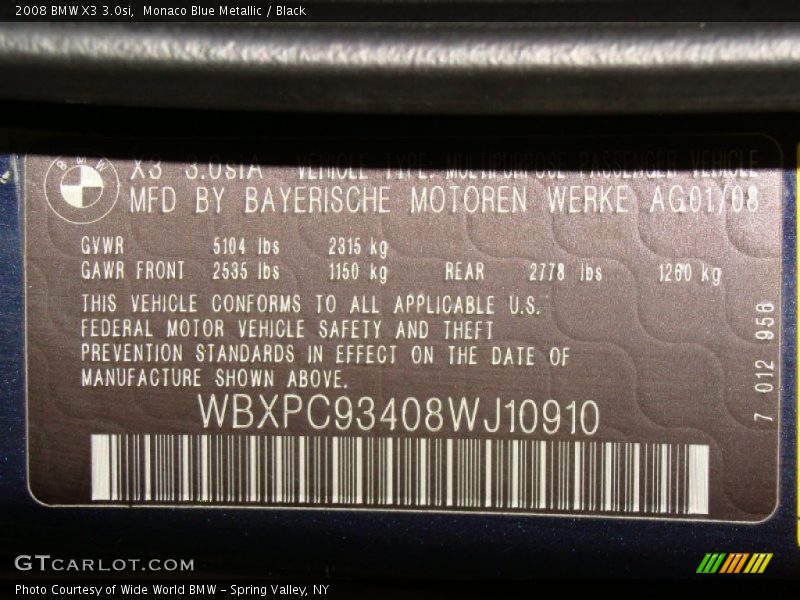 2008 BMW X3 3.0si, Monaco Blue Metallic / Black
BMW
X3 3.0siA VEHICLE TYPE: MULTIPURPOSE PASSENGER VEHICLE
MFD BY BAYERISCHE MOTOREN WERKE AG01/08
GVWR 5104 lbs 2315 kg
GAWR FRONT 2535 lbs 1150 kg REAR 2778 lbs 1260 kg
THIS VEHICLE CONFORMS TO ALL APPLICABLE U.S.
FEDERAL MOTOR VEHICLE SAFETY AND THEFT
PREVENTION STANDARDS IN EFFECT ON THE DATE OF
MANUFACTURE SHOWN ABOVE.
WBXPC93408WJ10910
7 012 958
GTCARLOT.COM
Photo Courtesy of Wide World BMW - Spring Valley, NY